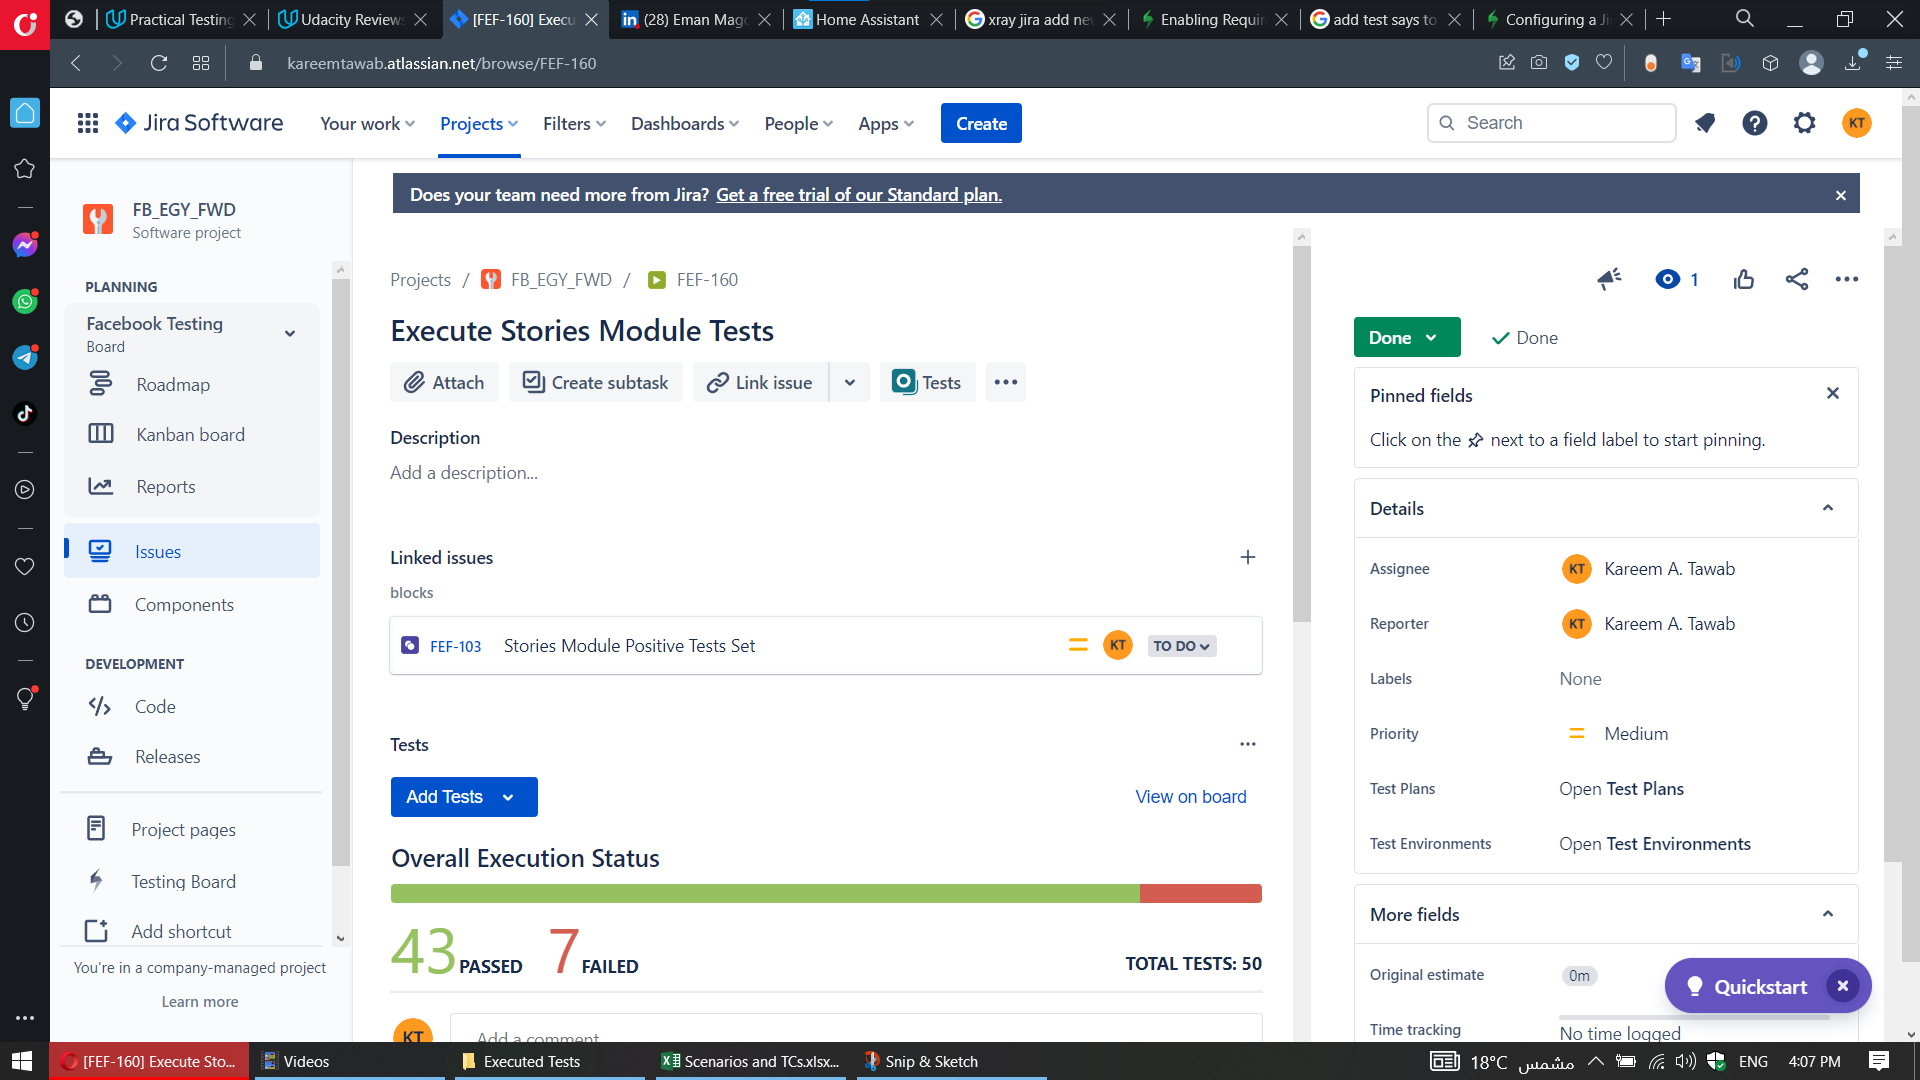 Practical Testing
Udacity Reviews
[FEF-160] Execu
(28) Eman Magd
Home Assistant
xray jira add ne
Enabling Requir
add test says to
Configuring a Ji
kareemtawab.atlassian.net/browse/FEF-160
Jira Software
Your work
Projects
Filters
Dashboards
People
Apps
Create
Search
KT
Does your team need more from Jira? Get a free trial of our Standard plan.
FB_EGY_FWD
Software project
PLANNING
Facebook Testing
Board
Roadmap
Kanban board
Reports
Issues
Components
DEVELOPMENT
Code
Releases
Project pages
Testing Board
Add shortcut
You're in a company-managed project
Learn more
Projects / FB_EGY_FWD / FEF-160
Execute Stories Module Tests
Attach
Create subtask
Link issue
Tests
Description
Add a description...
Linked issues
blocks
FEF-103 Stories Module Positive Tests Set KT TO DO
Tests
Add Tests
View on board
Overall Execution Status
43 PASSED 7 FAILED TOTAL TESTS: 50
KT
Add a comment
1
Done
Done
Pinned fields
Click on the next to a field label to start pinning.
Details
Assignee KT Kareem A. Tawab
Reporter KT Kareem A. Tawab
Labels None
Priority Medium
Test Plans Open Test Plans
Test Environments Open Test Environments
More fields
Original estimate 0m
Time tracking No time logged
Quickstart
[FEF-160] Execute Sto...
Videos
Executed Tests
Scenarios and TCs.xlsx...
Snip & Sketch
18°C مشمس
ENG
4:07 PM